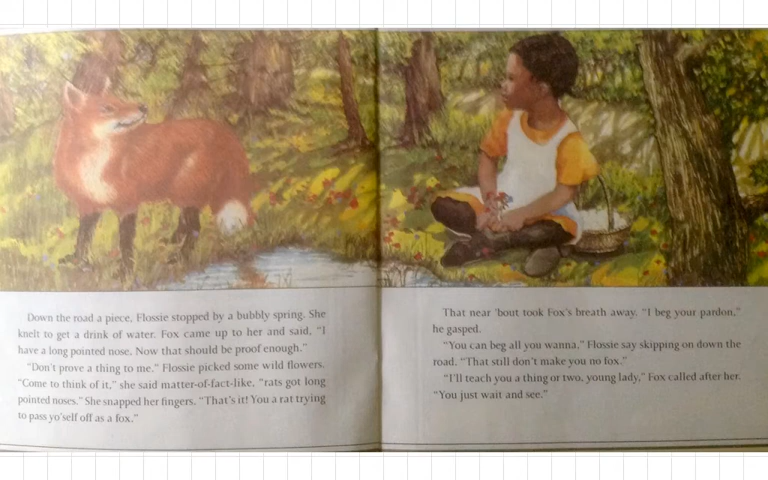 Down the road a piece, Flossie stopped by a bubbly spring. She
knelt to get a drink of water. Fox came up to her and said, "I
have a long pointed nose. Now that should be proof enough."
"Don't prove a thing to me." Flossie picked some wild flowers.
"Come to think of it," she said matter-of-fact-like, "rats got long
pointed noses." She snapped her fingers. "That's it! You a rat trying
to pass yo'self off as a fox."
That near 'bout took Fox's breath away. "I beg your pardon,"
he gasped.
"You can beg all you wanna," Flossie say skipping on down the
road. "That still don't make you no fox."
"I'll teach you a thing or two, young lady," Fox called after her.
"You just wait and see."